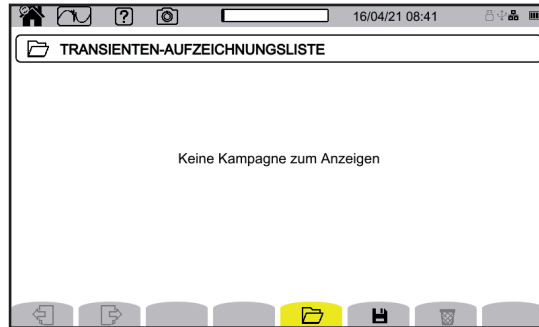 16/04/21 08:41
TRANSIENTEN-AUFZEICHNUNGSLISTE
Keine Kampagne zum Anzeigen